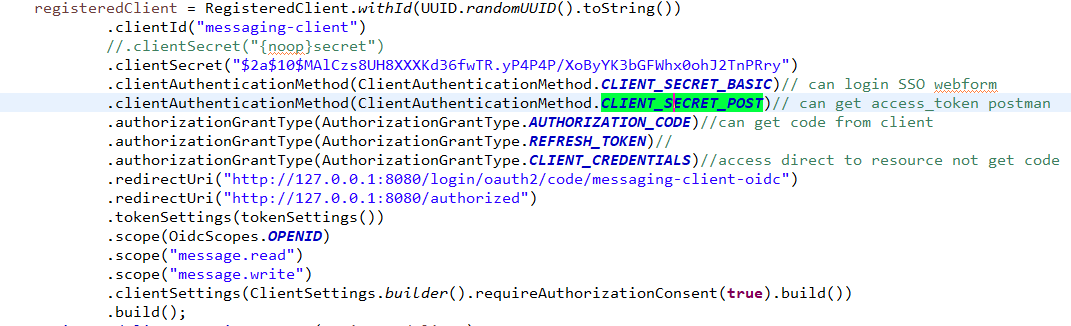 registeredClient = RegisteredClient.withId(UUID.randomUUID().toString())
.clientId("messaging-client")
//.clientSecret("{noop}secret")
.clientSecret("$2a$10$MAlCzs8UH8XXXKd36fwTR.yP4P4P/XoByYK3bGFWhx0ohJ2TnPRry")
.clientAuthenticationMethod(ClientAuthenticationMethod.CLIENT_SECRET_BASIC)// can login SSO webform
.clientAuthenticationMethod(ClientAuthenticationMethod.CLIENT_SECRET_POST)// can get access_token postman
.authorizationGrantType(AuthorizationGrantType.AUTHORIZATION_CODE)//can get code from client
.authorizationGrantType(AuthorizationGrantType.REFRESH_TOKEN)//
.authorizationGrantType(AuthorizationGrantType.CLIENT_CREDENTIALS)//access direct to resource not get code
.redirectUri("http://127.0.0.1:8080/login/oauth2/code/messaging-client-oidc")
.redirectUri("http://127.0.0.1:8080/authorized")
.tokenSettings(tokenSettings())
.scope(OidcScopes.OPENID)
.scope("message.read")
.scope("message.write")
.clientSettings(ClientSettings.builder().requireAuthorizationConsent(true).build())
.build();